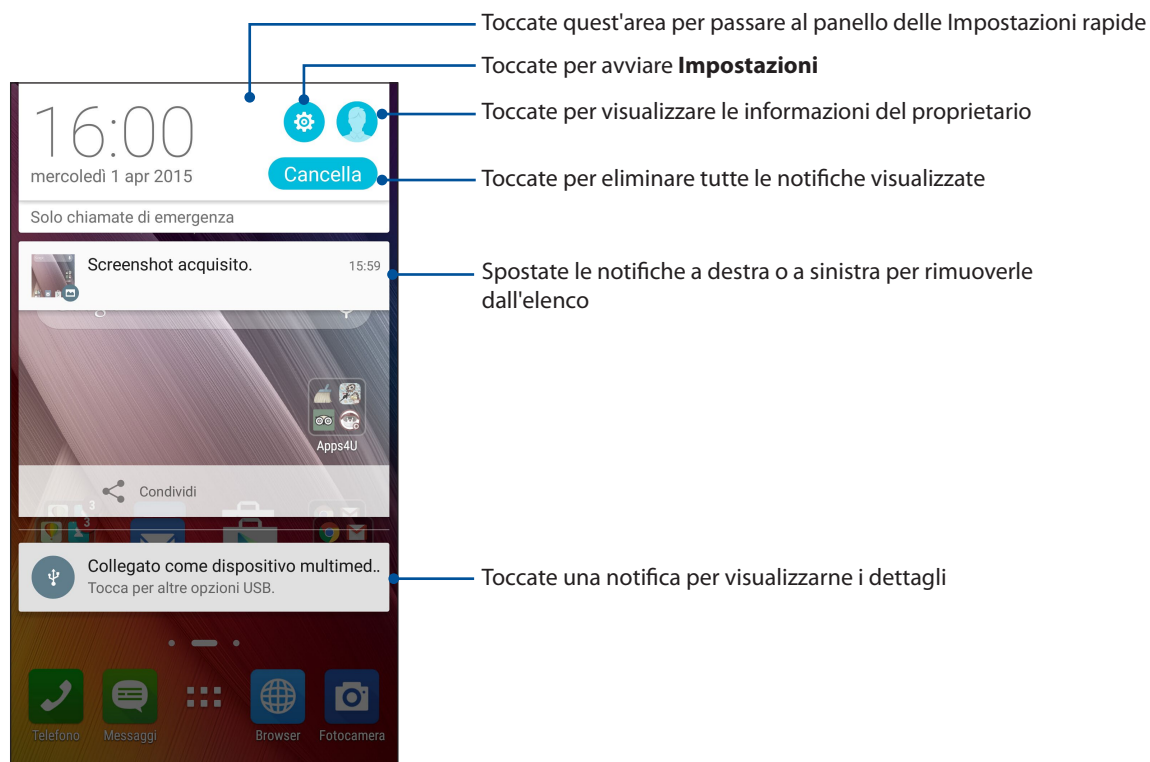 Toccate quest'area per passare al panello delle Impostazioni rapide
Toccate per avviare Impostazioni
Toccate per visualizzare le informazioni del proprietario
Toccate per eliminare tutte le notifiche visualizzate
Spostate le notifiche a destra o a sinistra per rimuoverle
dall'elenco
Toccate una notifica per visualizzarne i dettagli
16:00
mercoledì 1 apr 2015
Cancella
Solo chiamate di emergenza
Screenshot acquisito.
15:59
Apps4U
Condividi
3
3
Collegato come dispositivo multimed..
Tocca per altre opzioni USB.
Telefono
Messaggi
Browser
Fotocamera